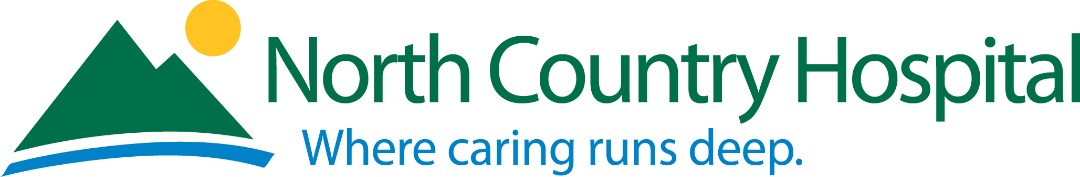 North Country Hospital
Where caring runs deep.